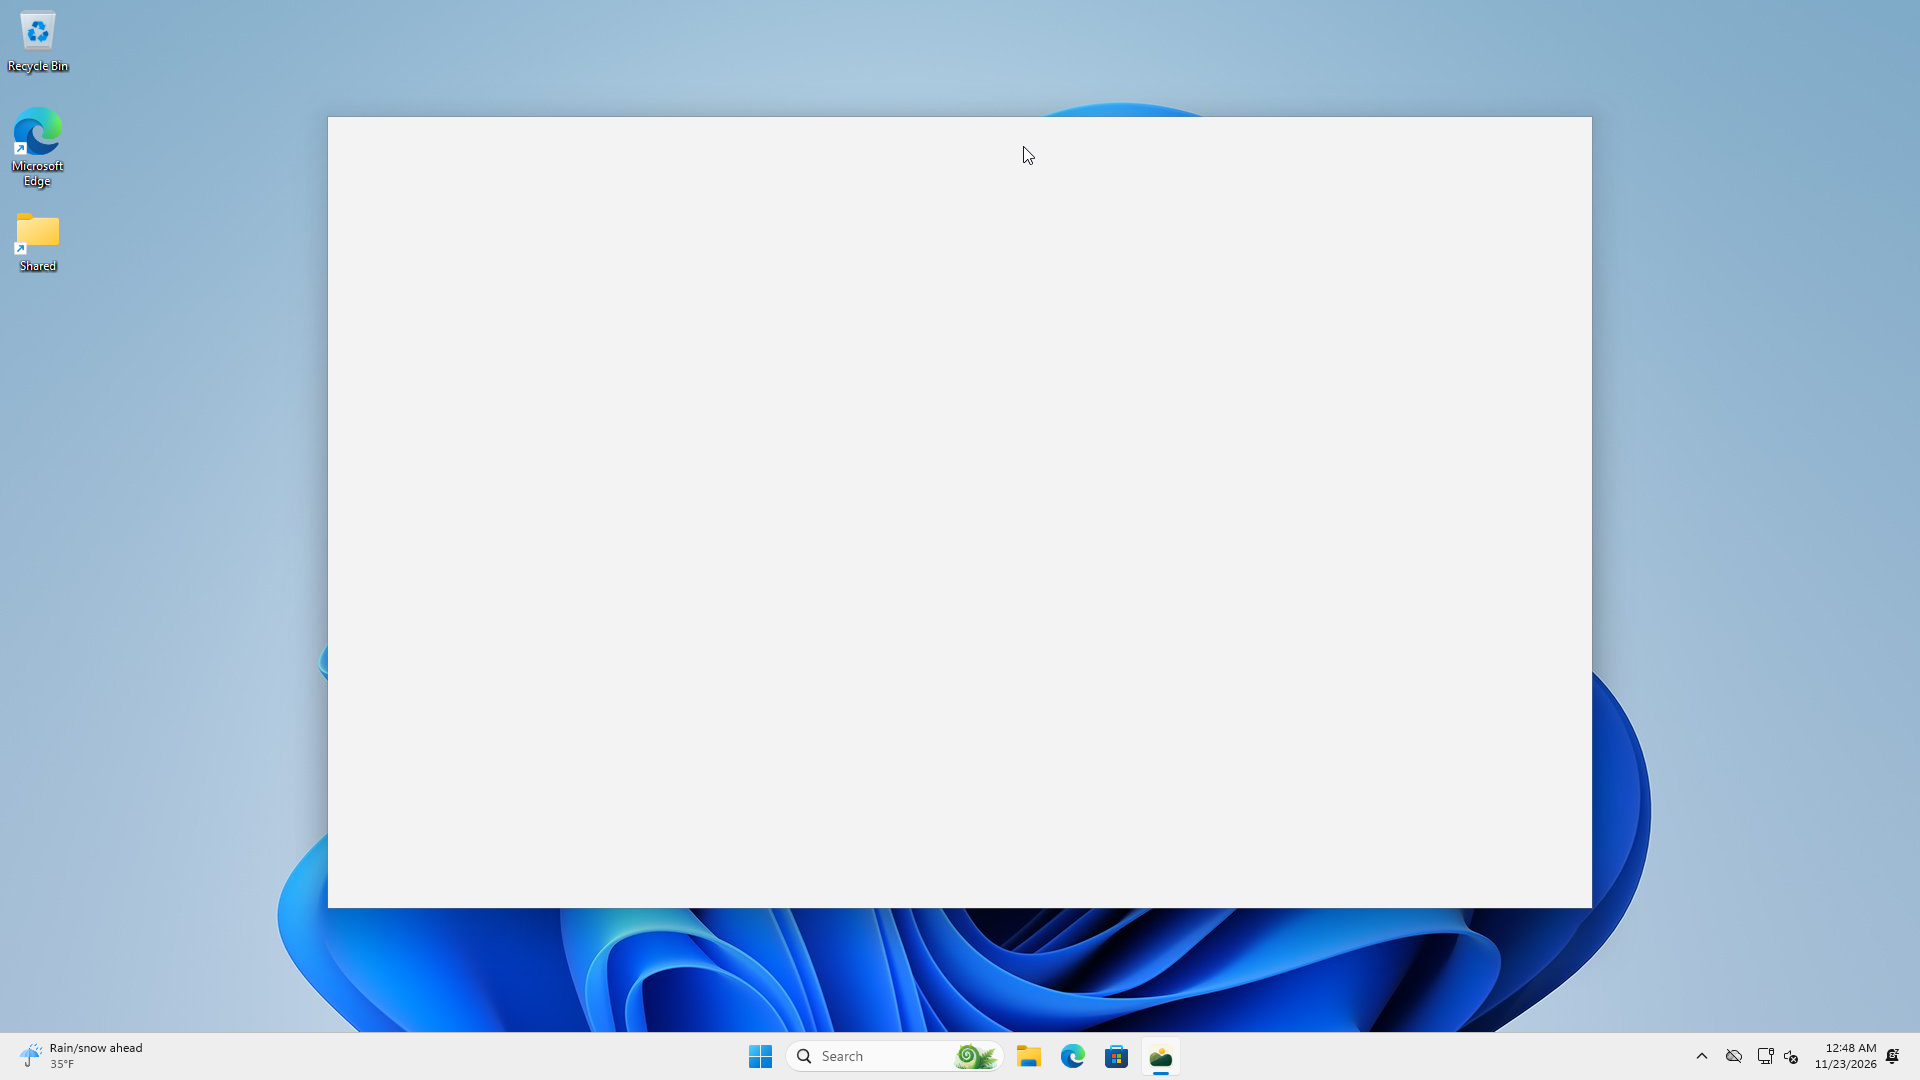 Recycle Bin
Microsoft
Edge
Shared
Rain/snow ahead
35°F
Search
12:48 AM
11/23/2026